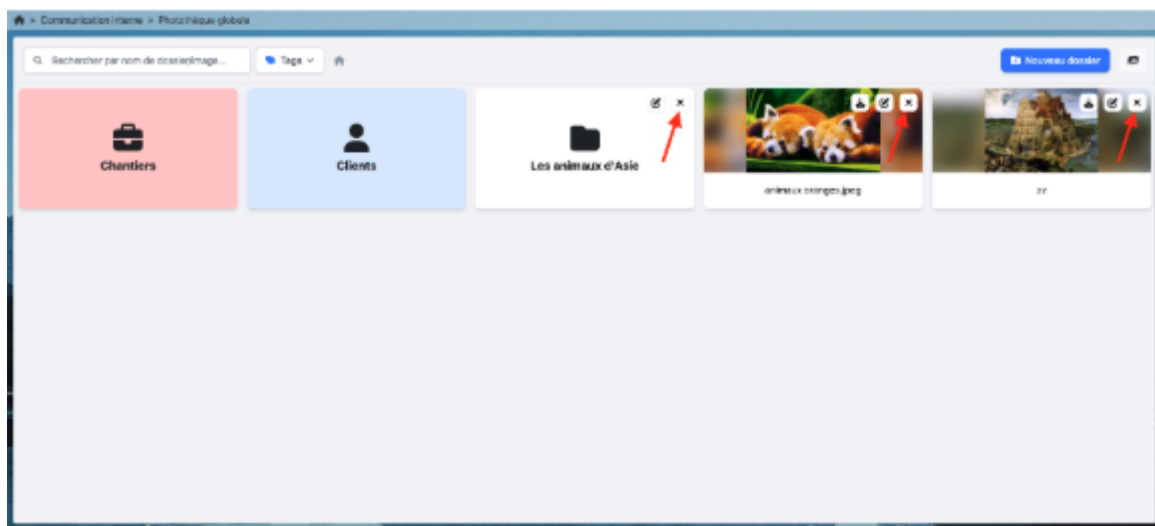 » Communication interne » Photothèque globale
Rechercher par nom de dossier/image...
Tags
Nouveau dossier
Chantiers
Clients
Les animaux d'Asie
animaux oranges.jpeg